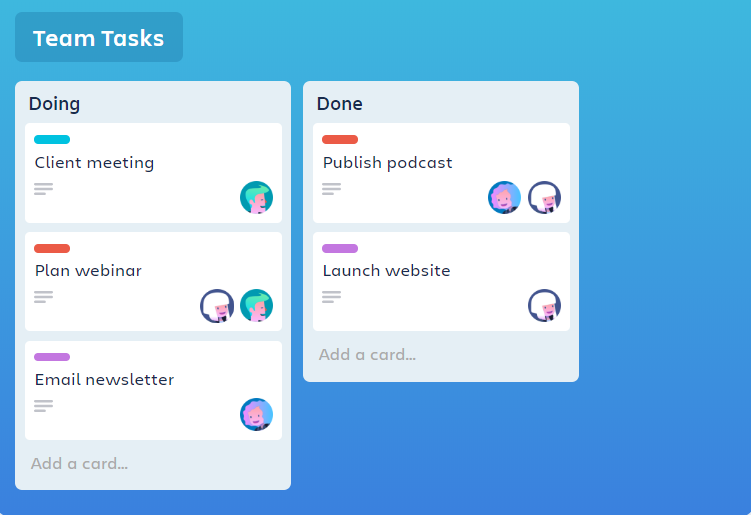 Team Tasks
Doing
Client meeting
Plan webinar
Email newsletter
Add a card...
Done
Publish podcast
Launch website
Add a card...